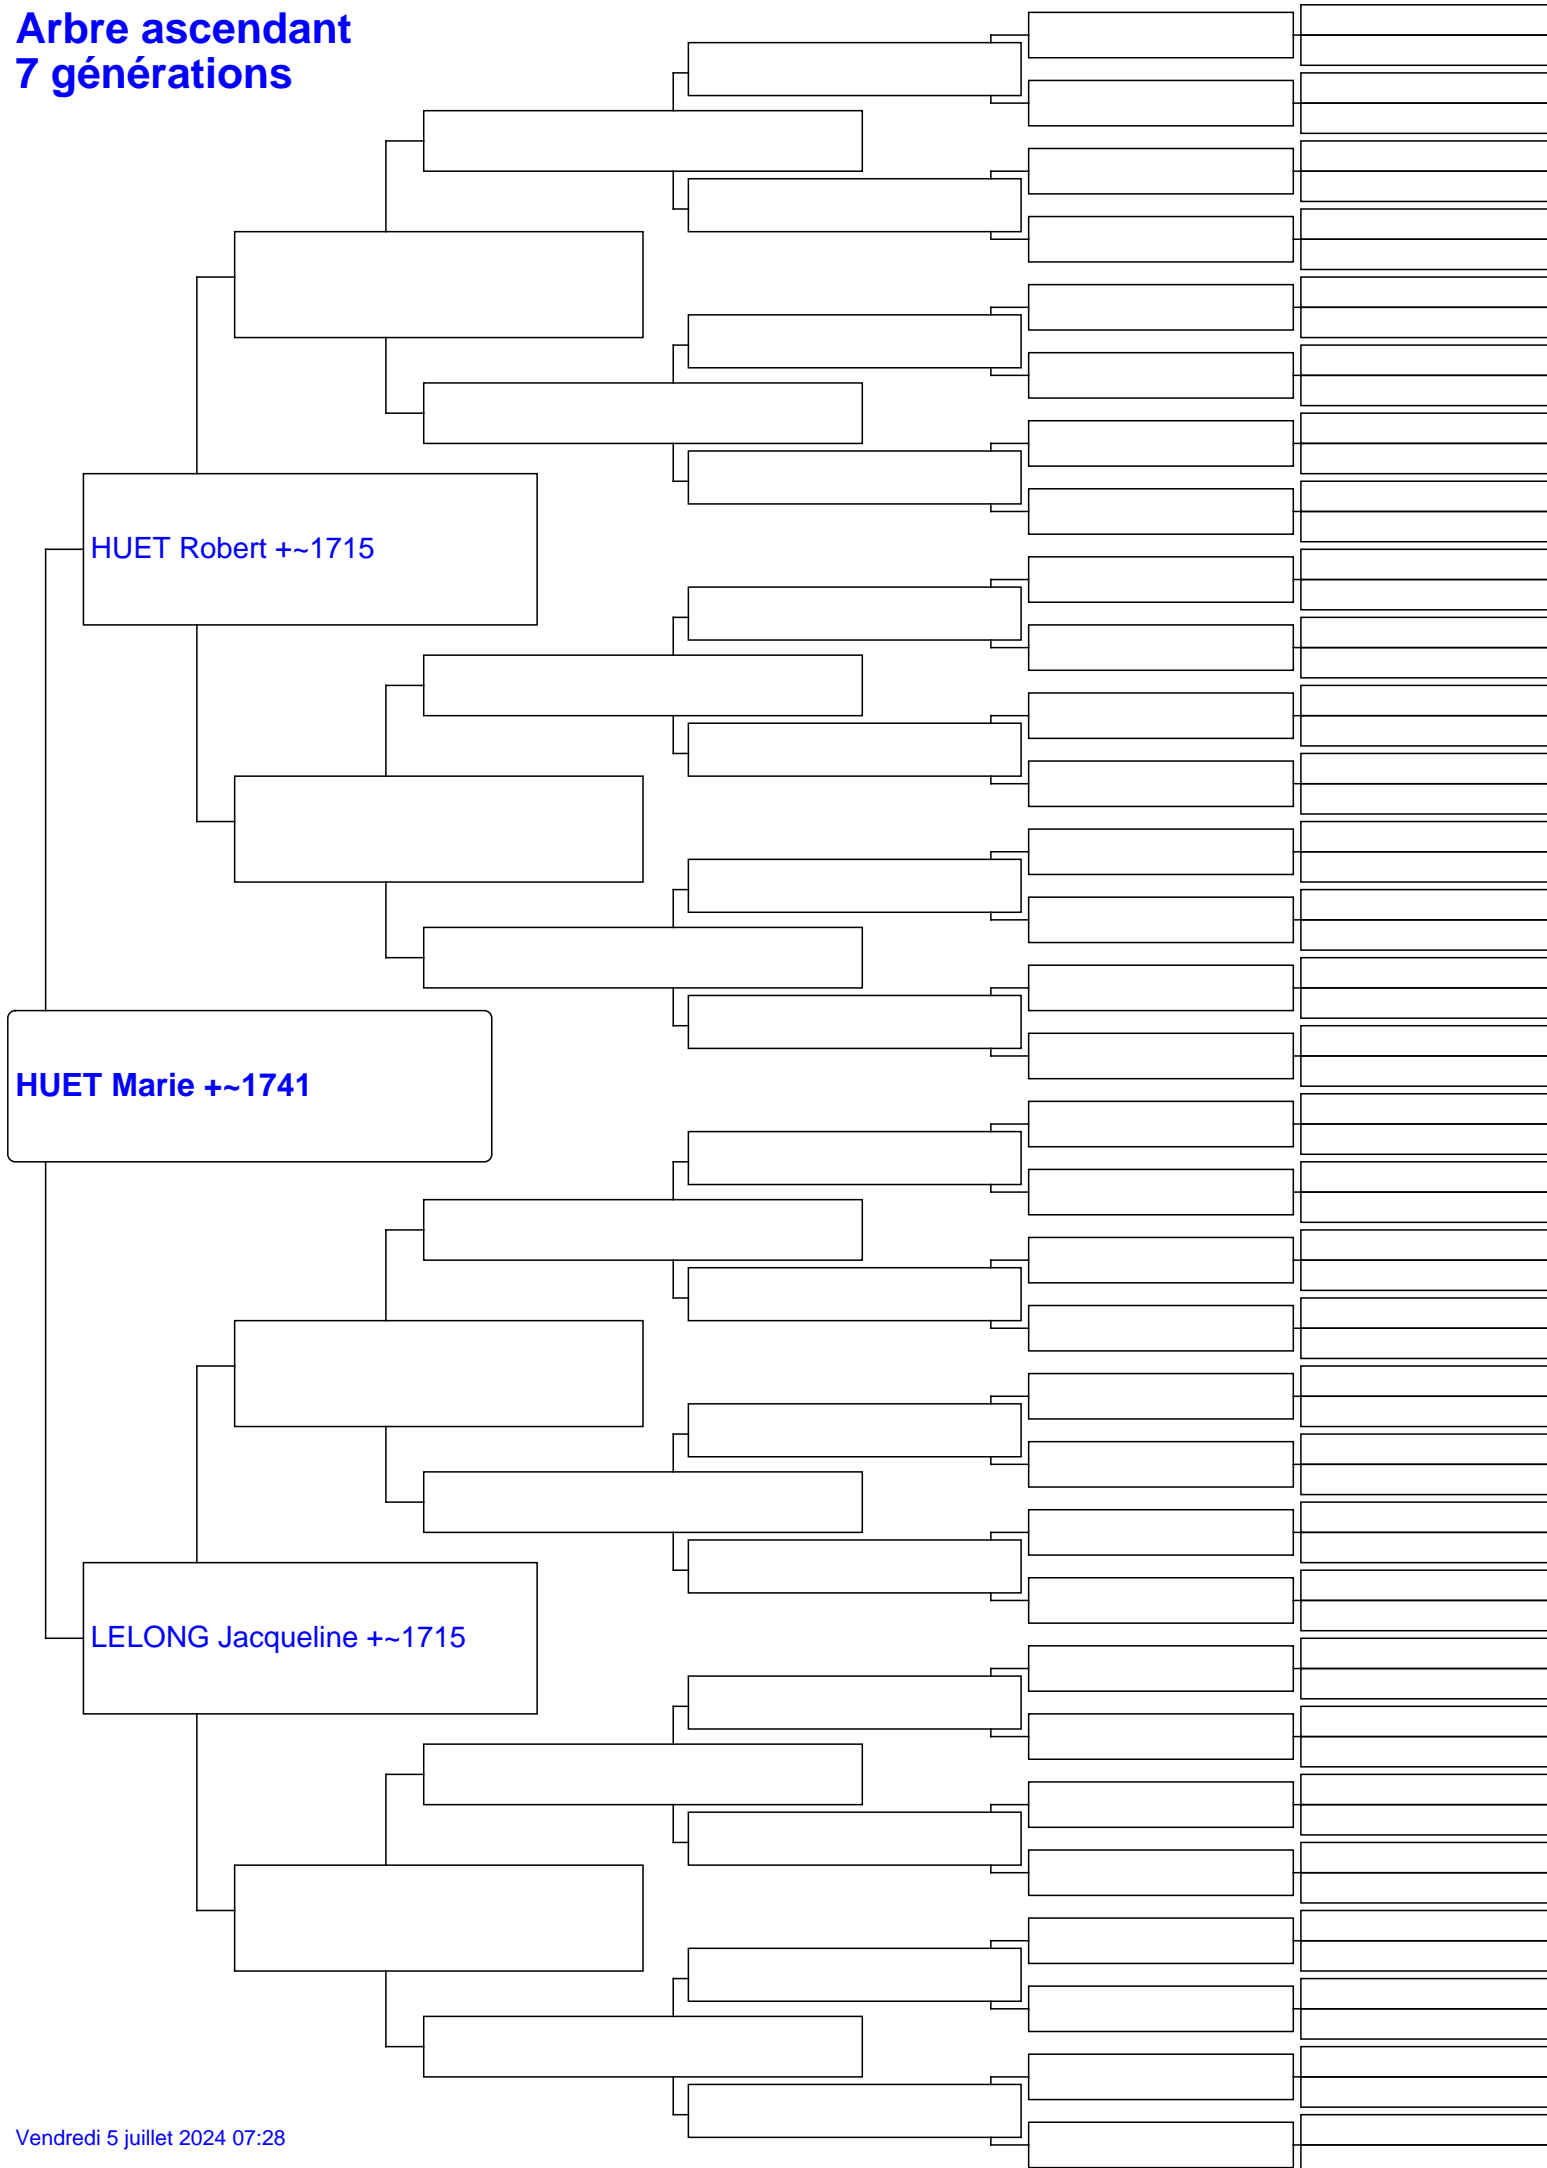 Arbre ascendant
7 générations
HUET Robert +~1715
HUET Marie +~1741
LELONG Jacqueline +~1715
Vendredi 5 juillet 2024 07:28